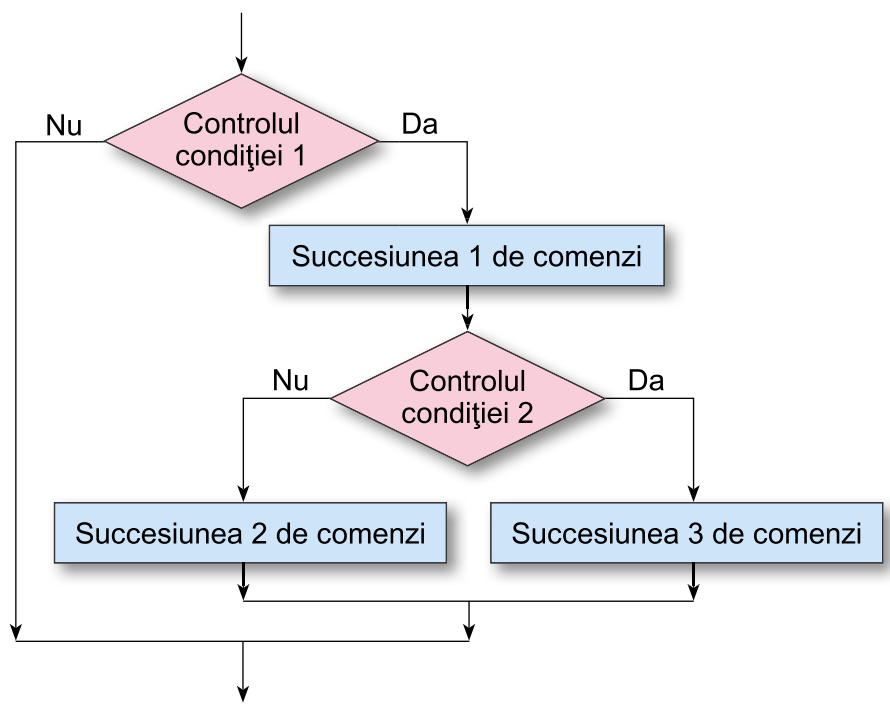 Nu
Controlul
condiţiei 1
Da
Succesiunea 1 de comenzi
Nu
Controlul
condiţiei 2
Da
Succesiunea 2 de comenzi
Succesiunea 3 de comenzi